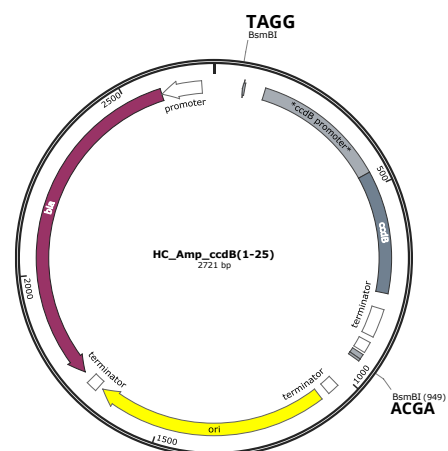 TAGG
BsmBI
promoter
*ccdB promoter*
2500
500
bla
ccdB
HC_Amp_ccdB(1-25)
2721 bp
2000
terminator
terminator
terminator
1000
BsmBI (949)
ACGA
ori
1500